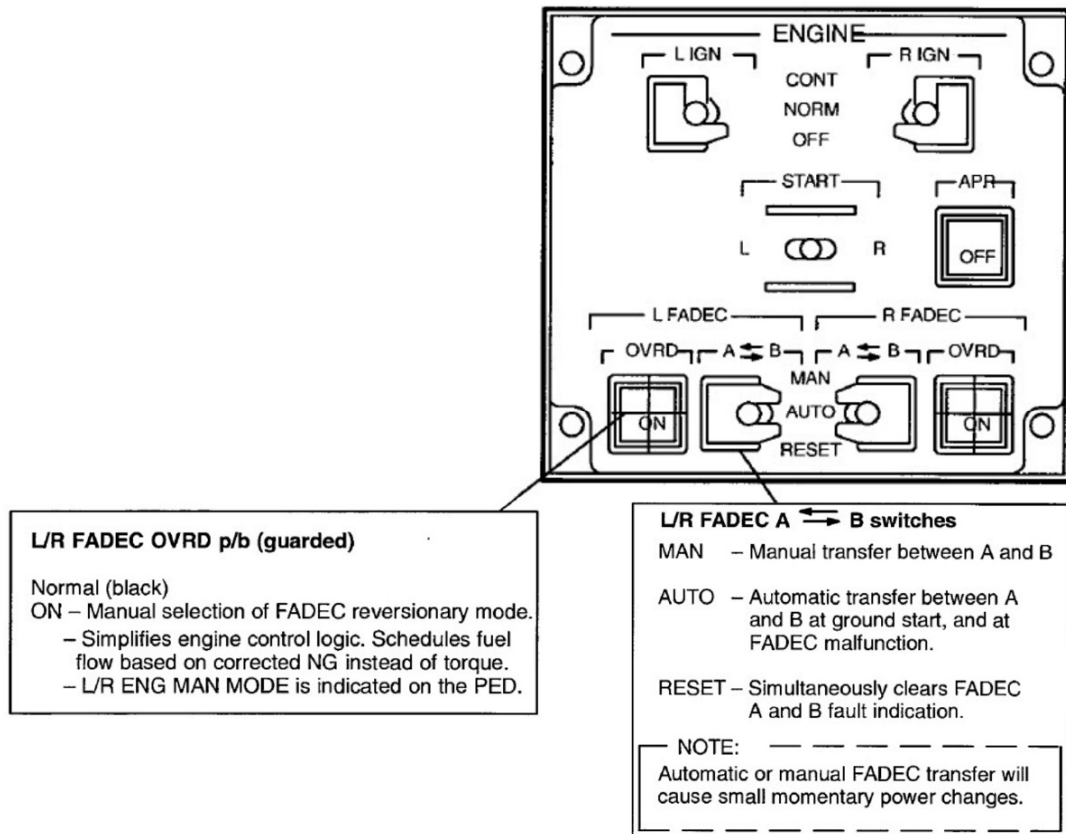 ENGINE
L IGN
R IGN
CONT
NORM
OFF
START
APR
L
R
OFF
L FADEC
R FADEC
OVRD
A ⇄ B
A ⇄ B
OVRD
MAN
ON
AUTO
ON
RESET
L/R FADEC OVRD p/b (guarded)
Normal (black)
ON – Manual selection of FADEC reversionary mode.
– Simplifies engine control logic. Schedules fuel
flow based on corrected NG instead of torque.
– L/R ENG MAN MODE is indicated on the PED.
L/R FADEC A ⇄ B switches
MAN – Manual transfer between A and B
AUTO – Automatic transfer between A
and B at ground start, and at
FADEC malfunction.
RESET – Simultaneously clears FADEC
A and B fault indication.
NOTE:
Automatic or manual FADEC transfer will
cause small momentary power changes.